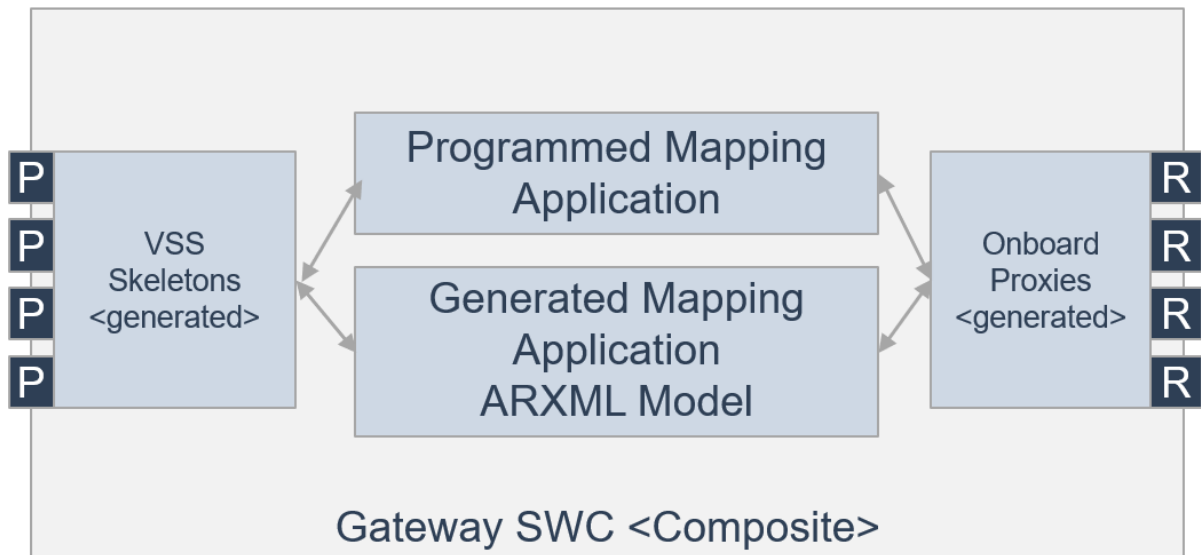 Programmed Mapping
Application
P
P
P
P
VSS
Skeletons
<generated>
Generated Mapping
Application
ARXML Model
Onboard
Proxies
<generated>
R
R
R
R
Gateway SWC <Composite>